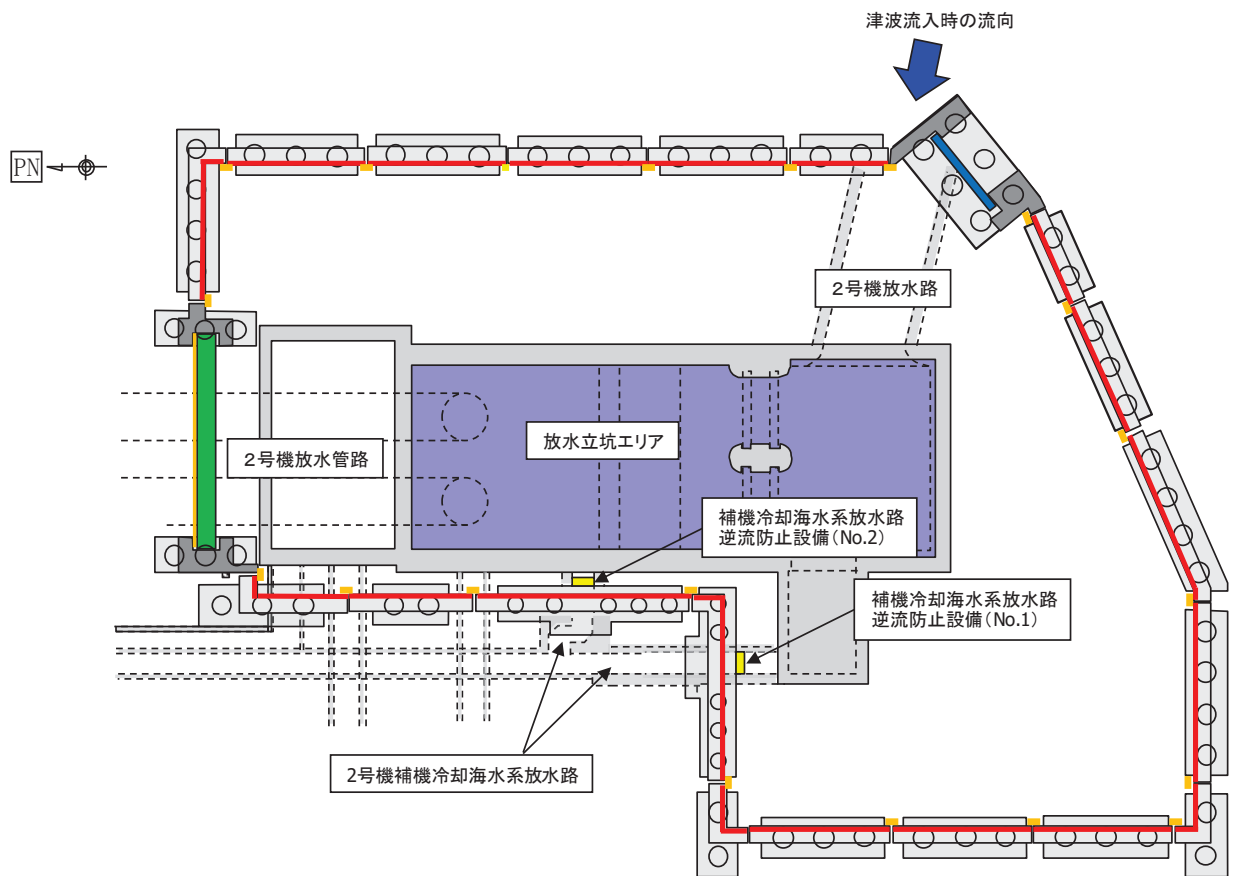 津波流入時の流向
PN
2号機放水路
放水立坑エリア
2号機放水管路
補機冷却海水系放水路
逆流防止設備(No.2)
補機冷却海水系放水路
逆流防止設備(No.1)
2号機補機冷却海水系放水路